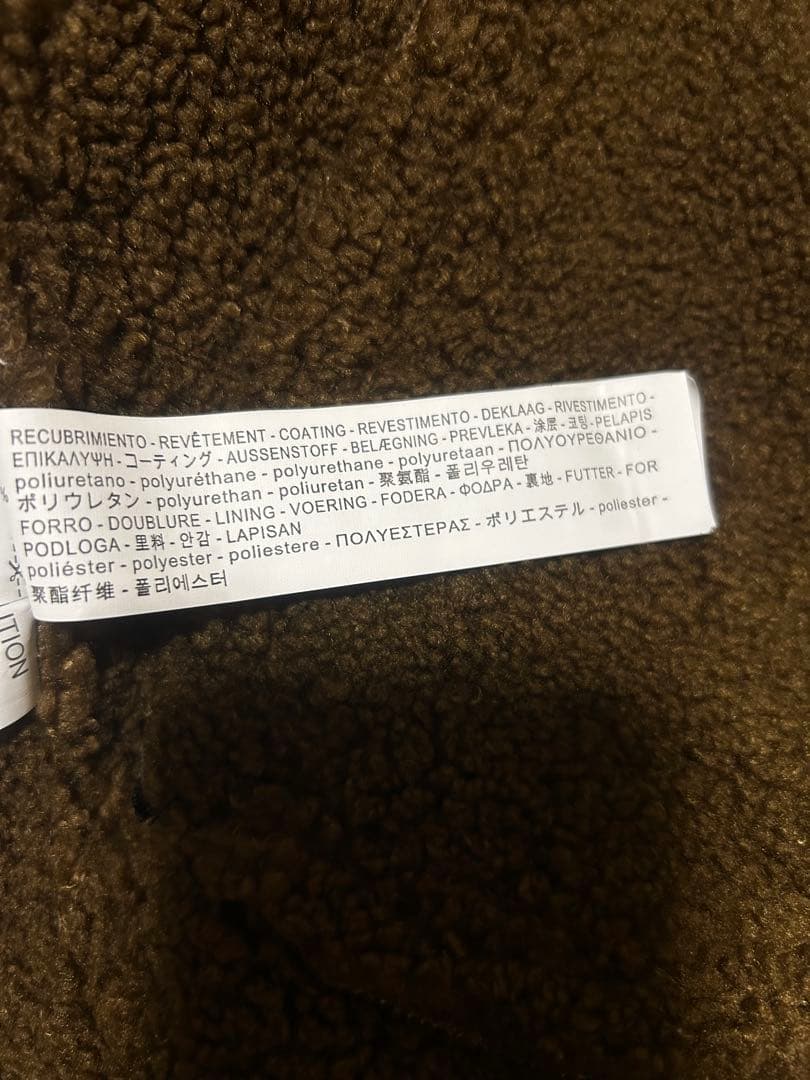 RECUBRIMIENTO - REVÊTEMENT - COATING - REVESTIMENTO - DEKLAAG - RIVESTIMENTO -
ΕΠΙΚΑΛΥΨΗ - コーティング - AUSSENSTOFF - BELÆGNING - PREVLEKA - 涂层 - 코팅 - PELAPIS
poliuretano - polyuréthane - polyurethane - polyuretaan - ΠΟΛΥΟΥΡΕΘΑΝΙΟ -
ポリウレタン - polyurethan - poliuretan - 聚氨酯 - 폴리우레탄
FORRO - DOUBLURE - LINING - VOERING - FODERA - ΦΟΔΡΑ - 裏地 - FUTTER - FOR
PODLOGA - 里料 - 안감 - LAPISAN
poliéster - polyester - poliestere - ΠΟΛΥΕΣΤΕΡΑΣ - ポリエステル - poliester -
聚酯纤维 - 폴리에스터
%
ITION